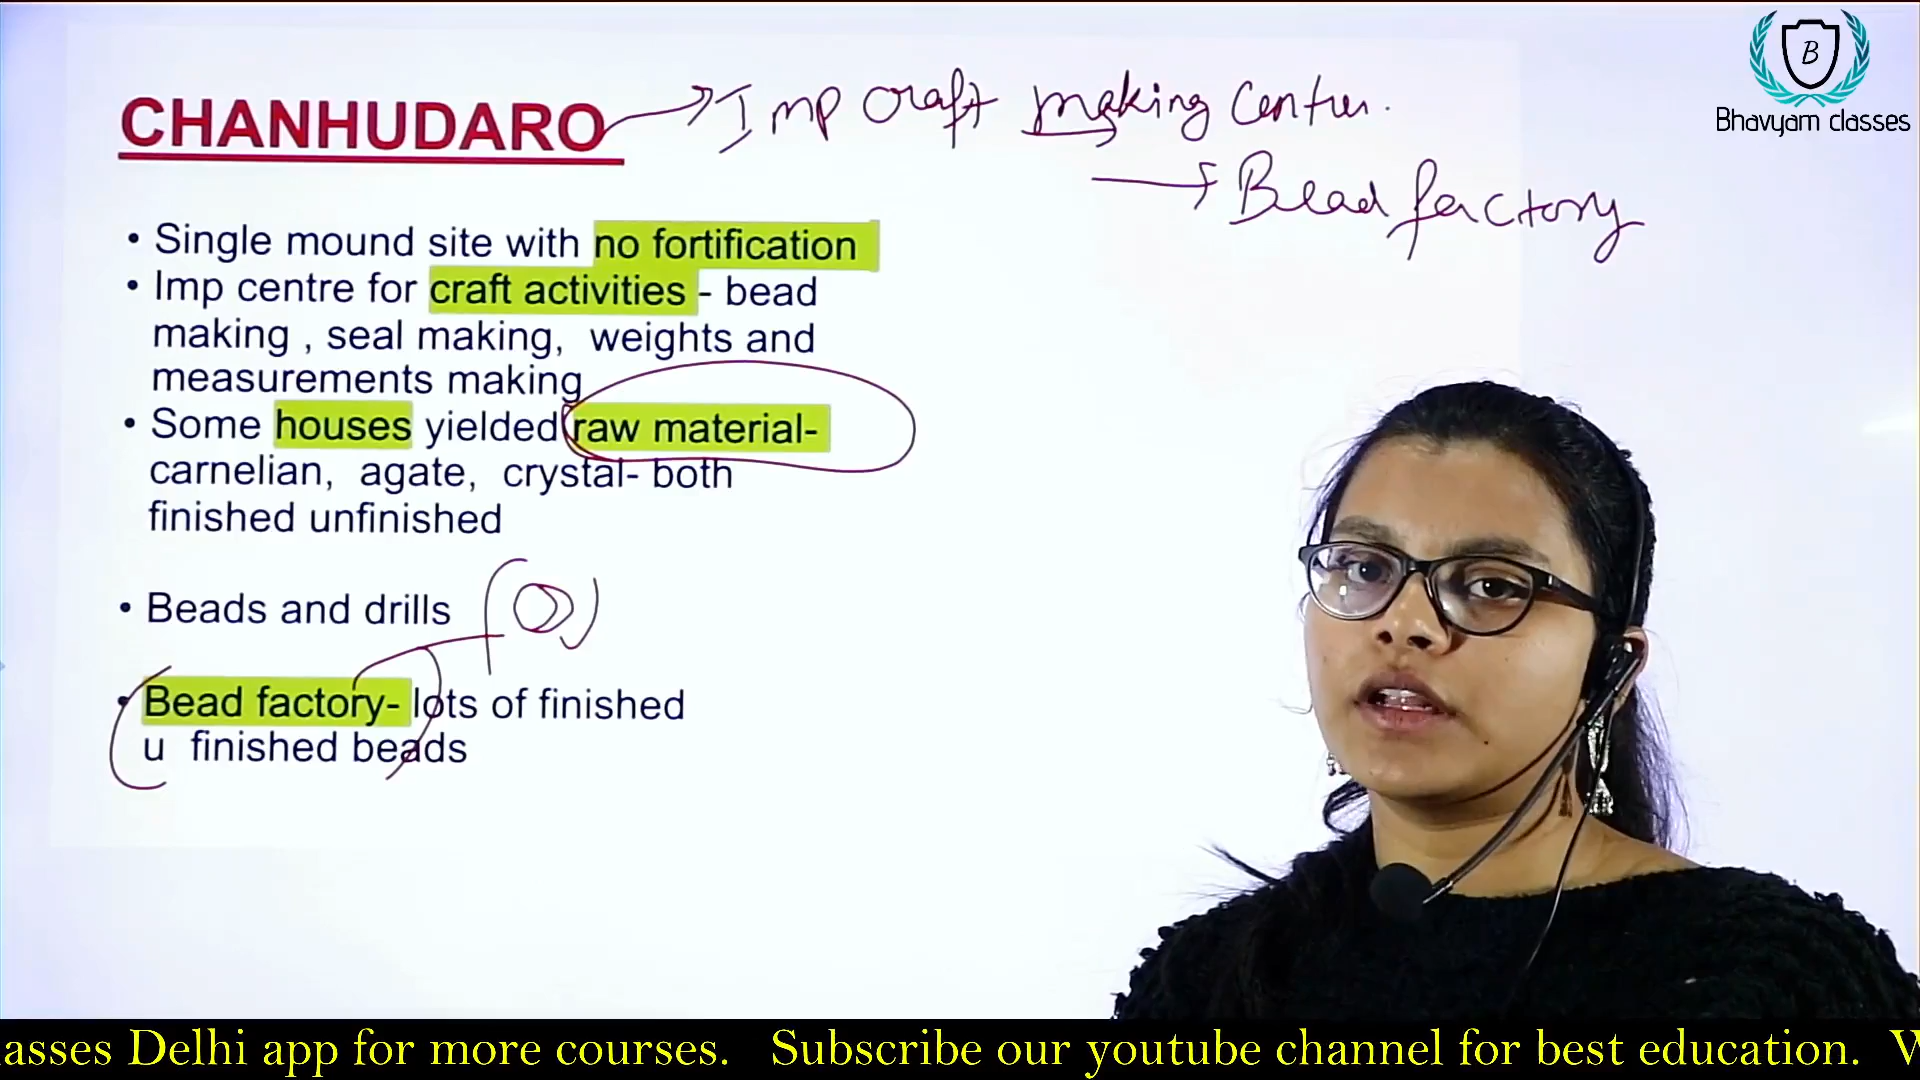 B
Bhavyam classes
CHANHUDARO
Imp craft making centre.
Bead factory
• Single mound site with no fortification
• Imp centre for craft activities - bead
making , seal making, weights and
measurements making
• Some houses yielded raw material-
carnelian, agate, crystal- both
finished unfinished
• Beads and drills
• Bead factory- lots of finished
u finished beads
lasses Delhi app for more courses. Subscribe our youtube channel for best education. W